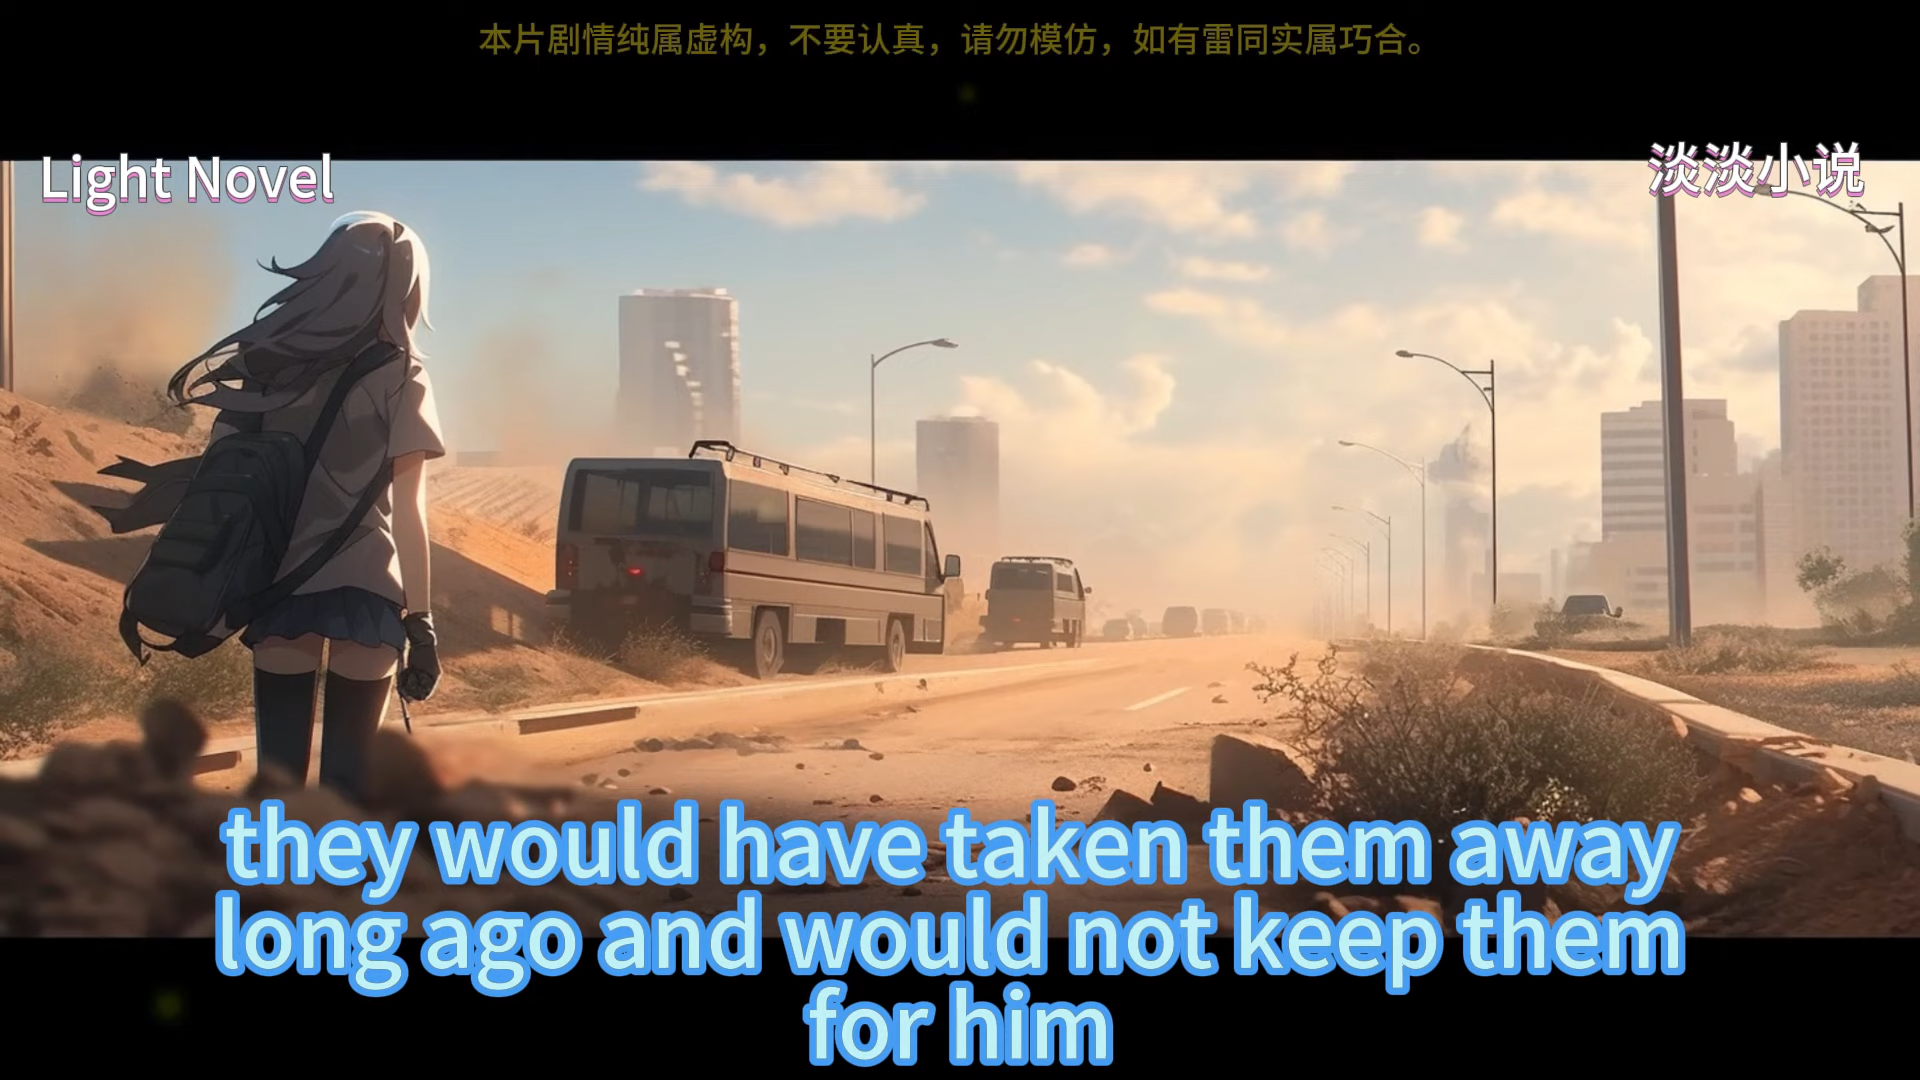 本片剧情纯属虚构，不要认真，请勿模仿，如有雷同实属巧合。
Light Novel
淡淡小说
they would have taken them away
long ago and would not keep them
for him